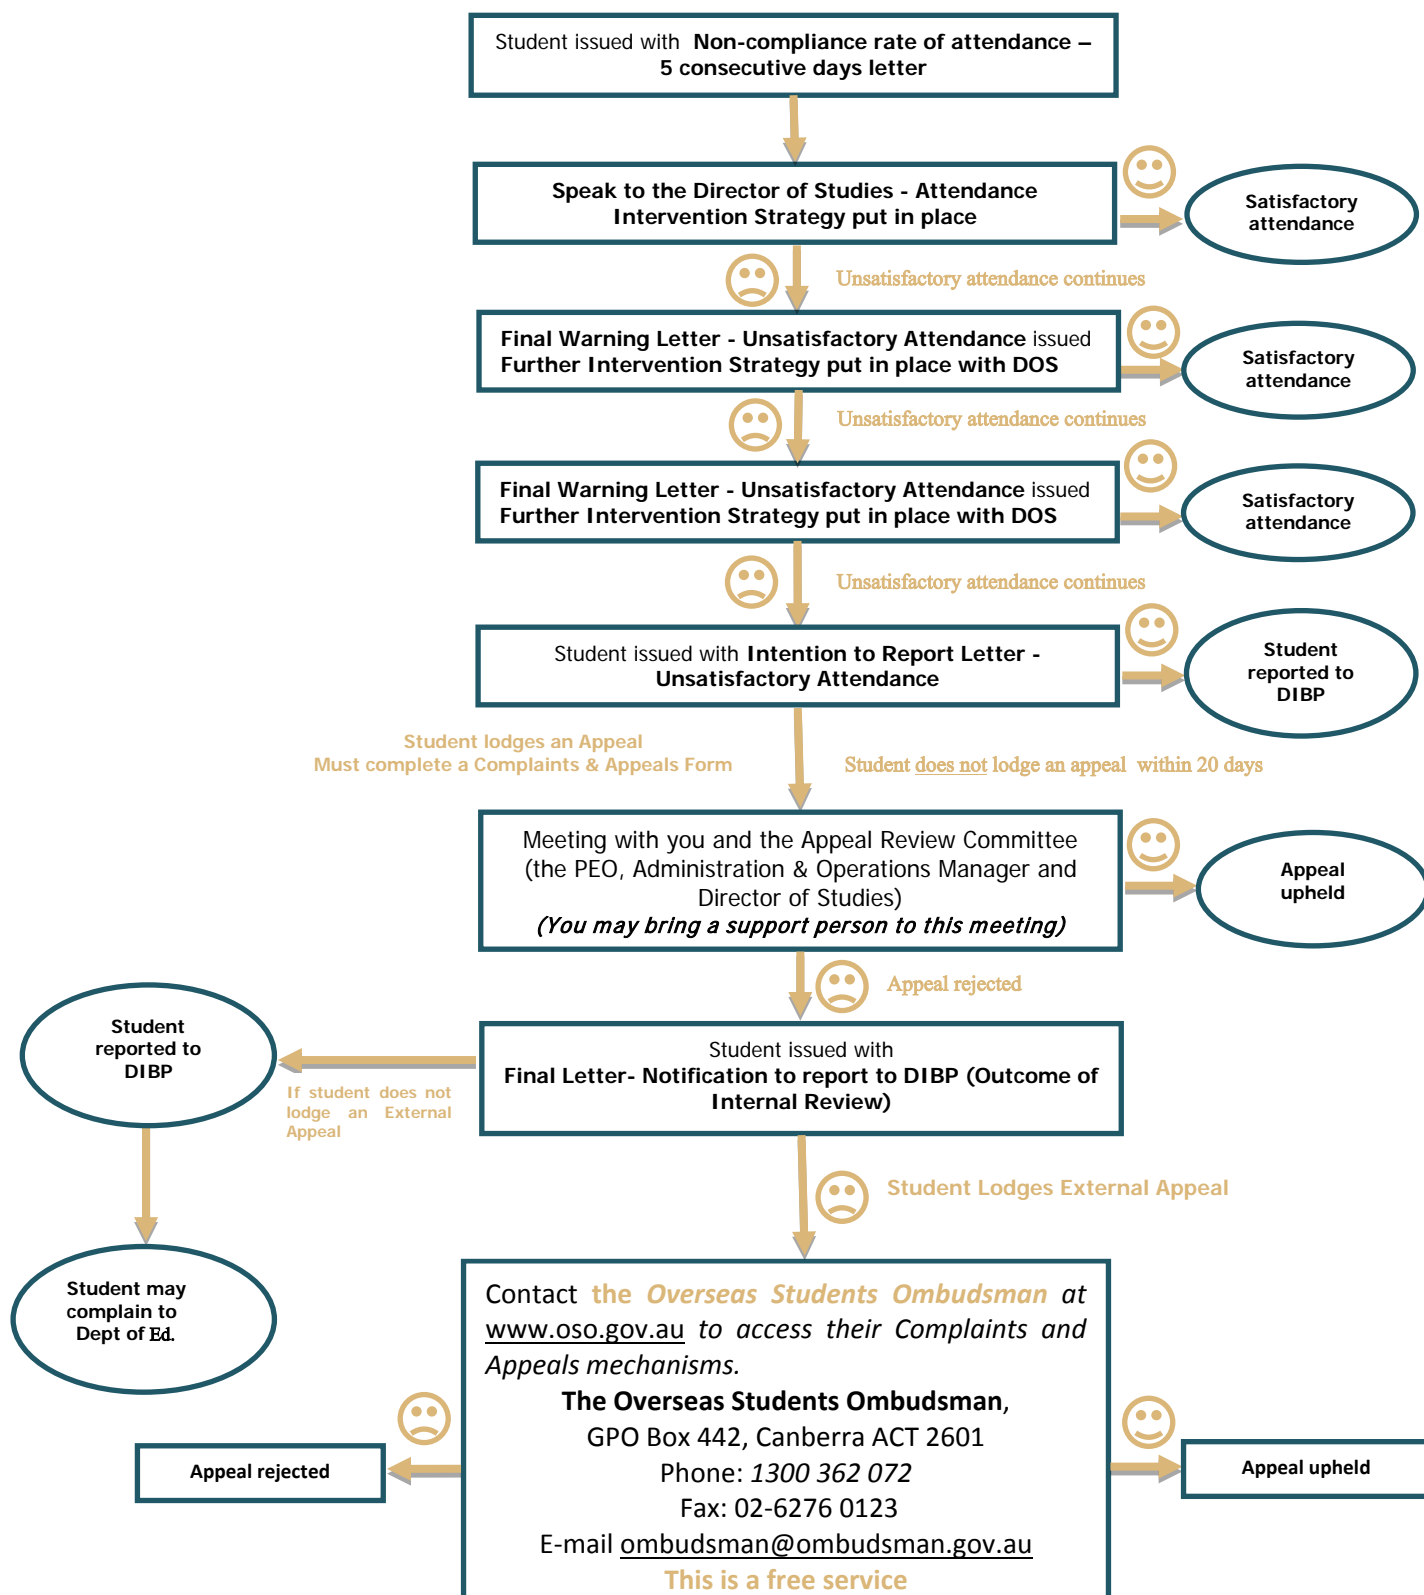 Student issued with Non-compliance rate of attendance –
5 consecutive days letter
Speak to the Director of Studies - Attendance
Intervention Strategy put in place
Satisfactory
attendance
Unsatisfactory attendance continues
Final Warning Letter - Unsatisfactory Attendance issued
Further Intervention Strategy put in place with DOS
Satisfactory
attendance
Unsatisfactory attendance continues
Final Warning Letter - Unsatisfactory Attendance issued
Further Intervention Strategy put in place with DOS
Satisfactory
attendance
Unsatisfactory attendance continues
Student issued with Intention to Report Letter -
Unsatisfactory Attendance
Student
reported to
DIBP
Student lodges an Appeal
Must complete a Complaints & Appeals Form
Student does not lodge an appeal within 20 days
Meeting with you and the Appeal Review Committee
(the PEO, Administration & Operations Manager and
Director of Studies)
(You may bring a support person to this meeting)
Appeal
upheld
Appeal rejected
Student
reported to
DIBP
Student issued with
Final Letter- Notification to report to DIBP (Outcome of
Internal Review)
If student does not
lodge an External
Appeal
Student Lodges External Appeal
Student may
complain to
Dept of Ed.
Contact the Overseas Students Ombudsman at
www.oso.gov.au to access their Complaints and
Appeals mechanisms.
The Overseas Students Ombudsman,
GPO Box 442, Canberra ACT 2601
Phone: 1300 362 072
Fax: 02-6276 0123
E-mail ombudsman@ombudsman.gov.au
This is a free service
Appeal rejected
Appeal upheld